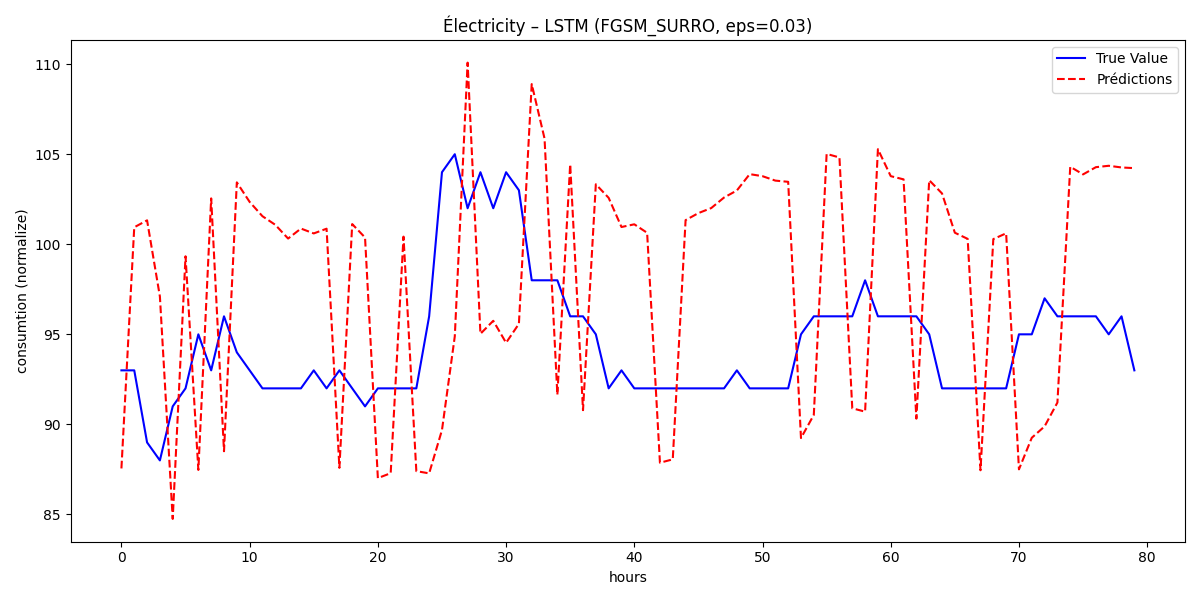 Électricity – LSTM (FGSM_SURRO, eps=0.03)
True Value
Prédictions
consumtion (normalize)
110
105
100
95
90
85
0 10 20 30 40 50 60 70 80
hours